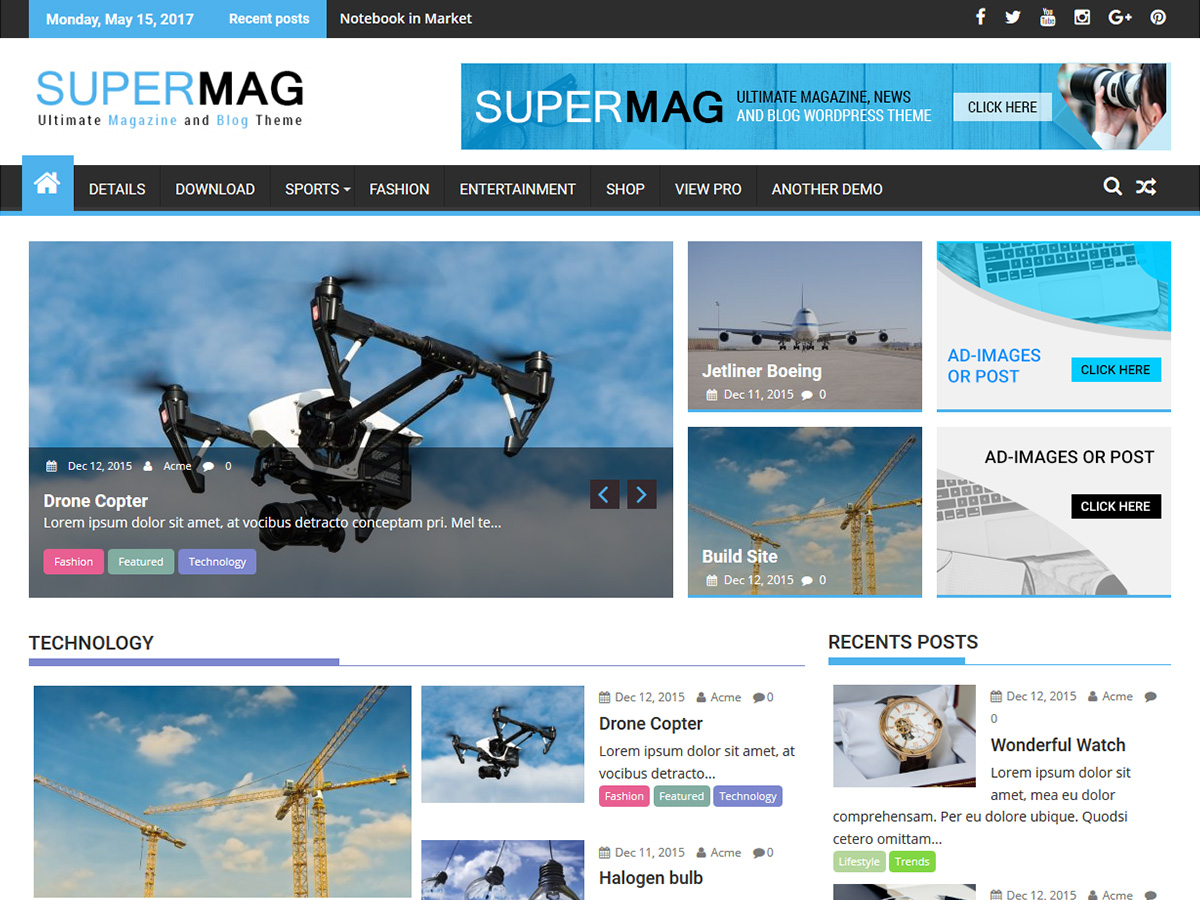 Monday, May 15, 2017
Recent posts
Notebook in Market
You
Tube
G+
SUPERMAG
Ultimate Magazine and Blog Theme
SUPERMAG
ULTIMATE MAGAZINE, NEWS
AND BLOG WORDPRESS THEME
CLICK HERE
DETAILS
DOWNLOAD
SPORTS
FASHION
ENTERTAINMENT
SHOP
VIEW PRO
ANOTHER DEMO
Dec 12, 2015 Acme 0
Drone Copter
Lorem ipsum dolor sit amet, at vocibus detracto conceptam pri. Mel te...
Fashion Featured Technology
Jetliner Boeing
Dec 11, 2015 0
Build Site
Dec 12, 2015 0
AD-IMAGES
OR POST
CLICK HERE
AD-IMAGES OR POST
CLICK HERE
TECHNOLOGY
Dec 12, 2015 Acme 0
Drone Copter
Lorem ipsum dolor sit amet, at
vocibus detracto...
Fashion Featured Technology
Dec 11, 2015 Acme 0
Halogen bulb
RECENTS POSTS
Dec 12, 2015 Acme
0
Wonderful Watch
Lorem ipsum dolor sit
amet, mea eu dolor
comprehensam. Per eu dolore ubique. Quodsi
cetero omittam...
Lifestyle Trends
Dec 12, 2015 Acme